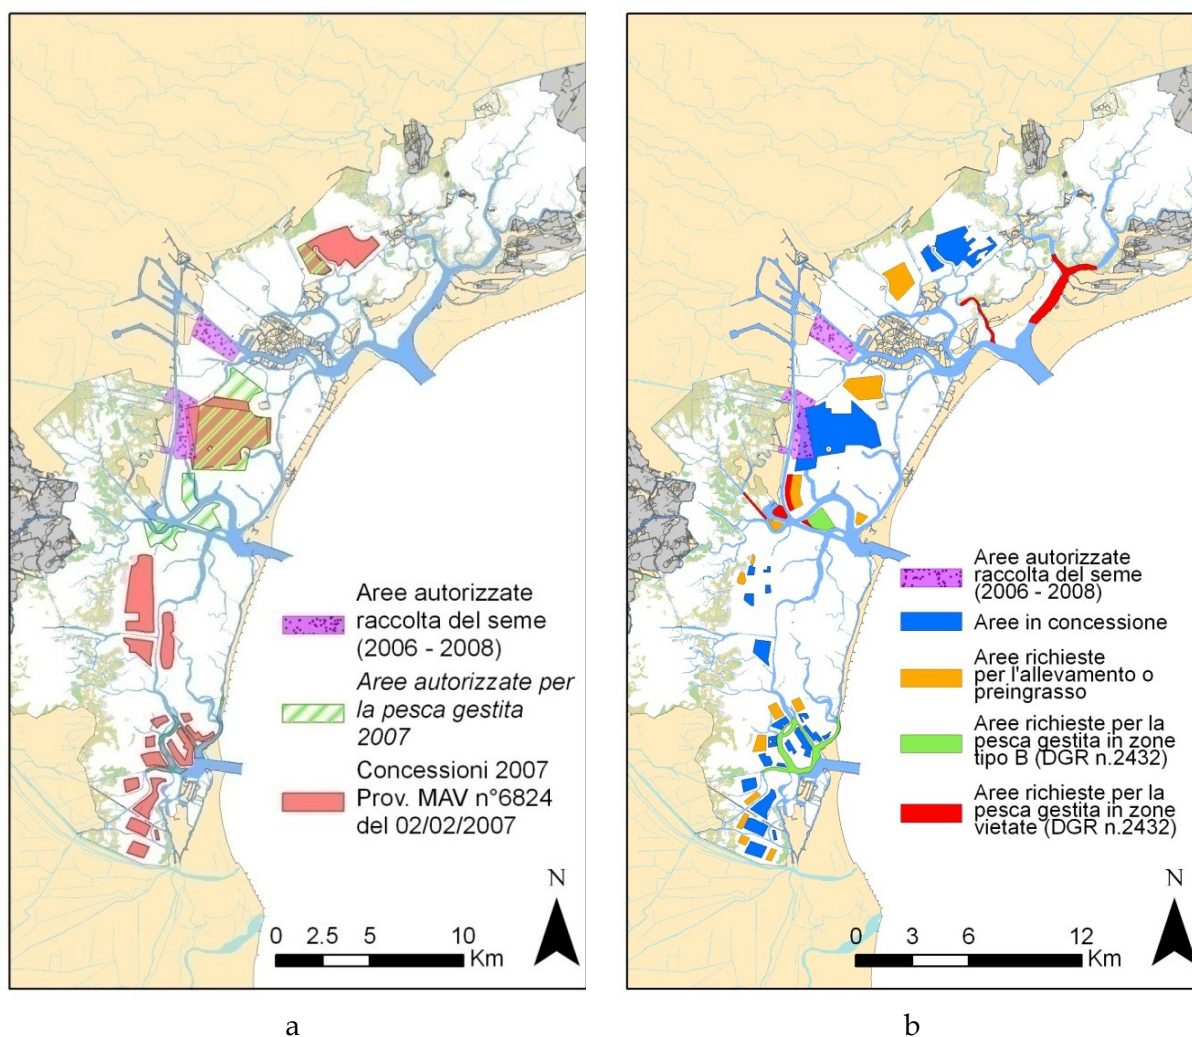 Aree autorizzate
raccolta del seme
(2006 - 2008)
Aree autorizzate per
la pesca gestita
2007
Concessioni 2007
Prov. MAV n°6824
del 02/02/2007
N
0 2.5 5 10
Km
a
Aree autorizzate
raccolta del seme
(2006 - 2008)
Aree in concessione
Aree richieste
per l'allevamento o
preingrasso
Aree richieste per la
pesca gestita in zone
tipo B (DGR n.2432)
Aree richieste per la
pesca gestita in zone
vietate (DGR n.2432)
N
0 3 6 12
Km
b